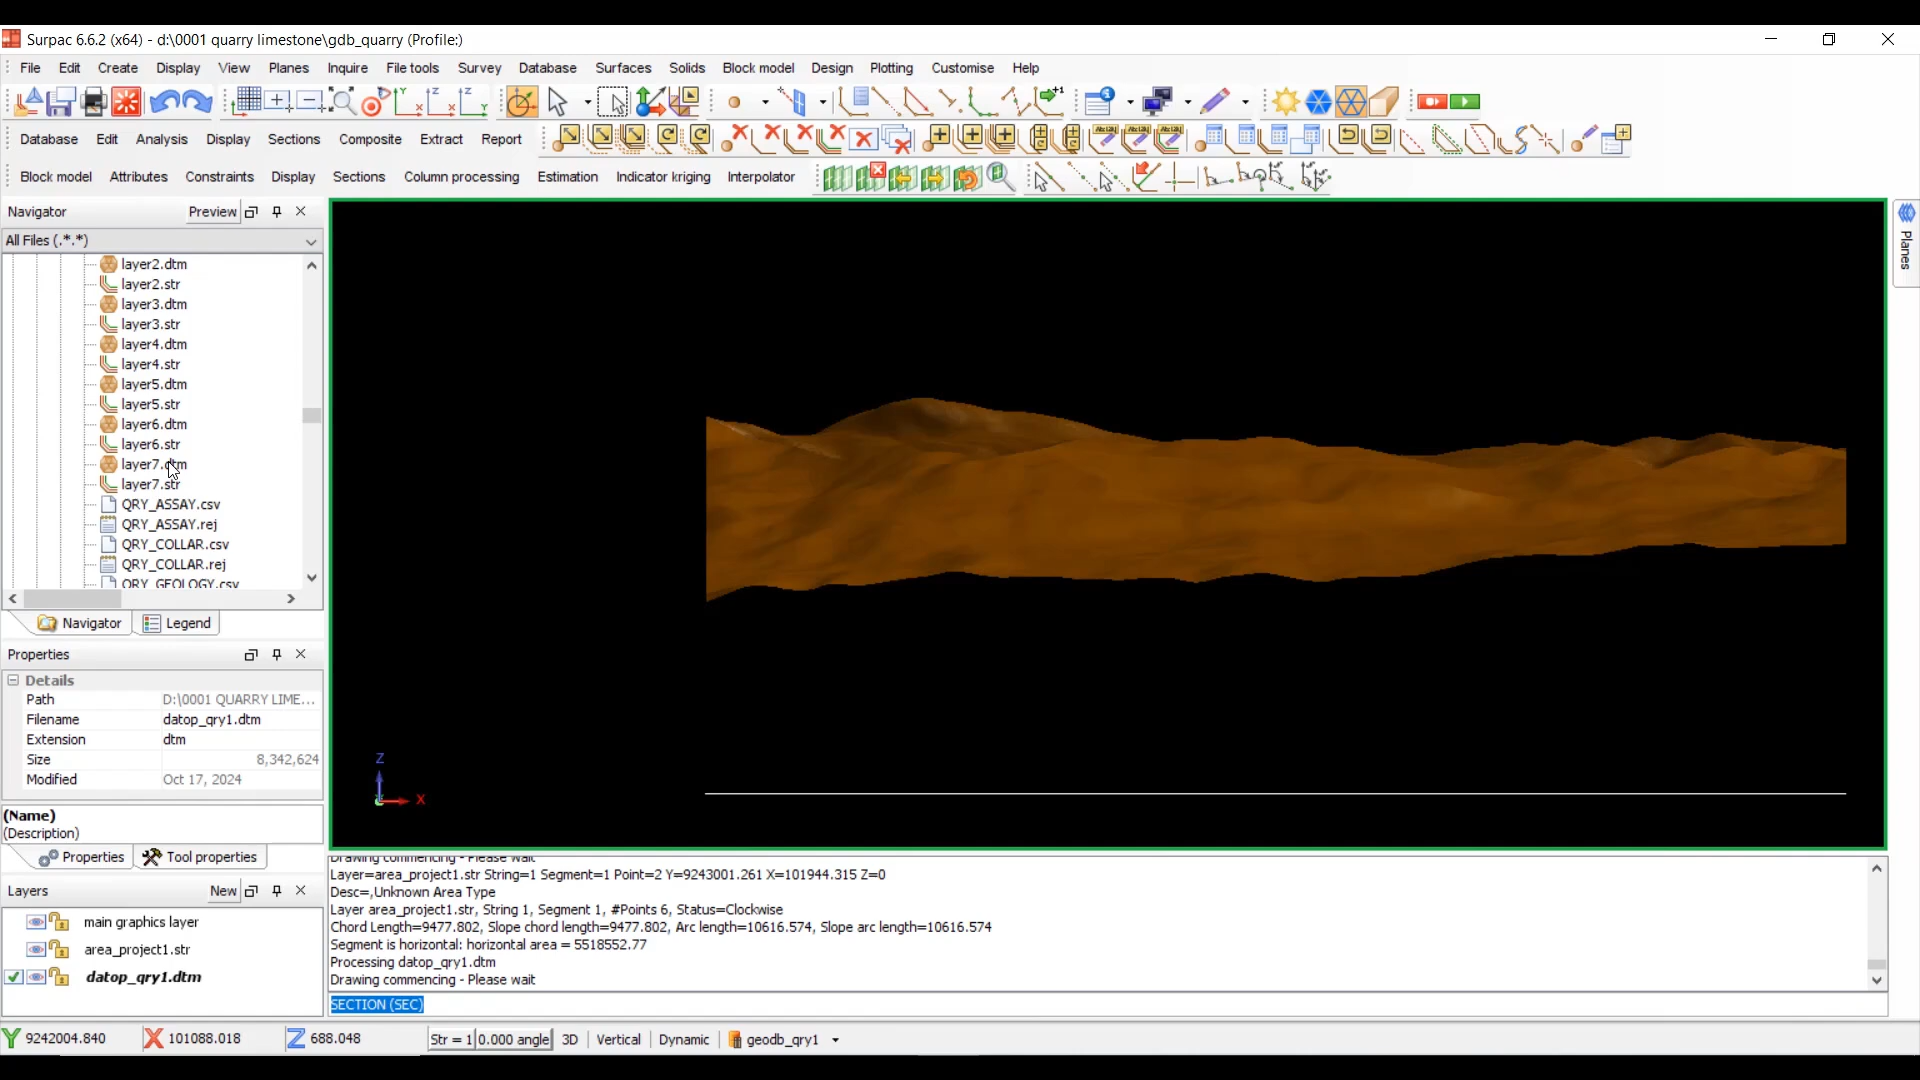 Surpac 6.6.2 (x64) - d:\0001 quarry limestone\gdb_quarry (Profile:)
File Edit Create Display View Planes Inquire File tools Survey Database Surfaces Solids Block model Design Plotting Customise Help
Database Edit Analysis Display Sections Composite Extract Report
Block model Attributes Constraints Display Sections Column processing Estimation Indicator kriging Interpolator
Navigator Preview
All Files (.*.*)
layer2.dtm
layer2.str
layer3.dtm
layer3.str
layer4.dtm
layer4.str
layer5.dtm
layer5.str
layer6.dtm
layer6.str
layer7.dtm
layer7.str
QRY_ASSAY.csv
QRY_ASSAY.rej
QRY_COLLAR.csv
QRY_COLLAR.rej
QRY_GEOLOGY.csv
Navigator Legend
Properties
Details
Path D:\0001 QUARRY LIME...
Filename datop_qry1.dtm
Extension dtm
Size 8,342,624
Modified Oct 17, 2024
(Name)
(Description)
Properties Tool properties
Layers New
main graphics layer
area_project1.str
datop_qry1.dtm
Planes
Z
X
Drawing commencing - Please wait
Layer=area_project1.str String=1 Segment=1 Point=2 Y=9243001.261 X=101944.315 Z=0
Desc=,Unknown Area Type
Layer area_project1.str, String 1, Segment 1, #Points 6, Status=Clockwise
Chord Length=9477.802, Slope chord length=9477.802, Arc length=10616.574, Slope arc length=10616.574
Segment is horizontal: horizontal area = 5518552.77
Processing datop_qry1.dtm
Drawing commencing - Please wait
SECTION (SEC)
Y 9242004.840 X 101088.018 Z 688.048 Str = 1 0.000 angle 3D Vertical Dynamic geodb_qry1